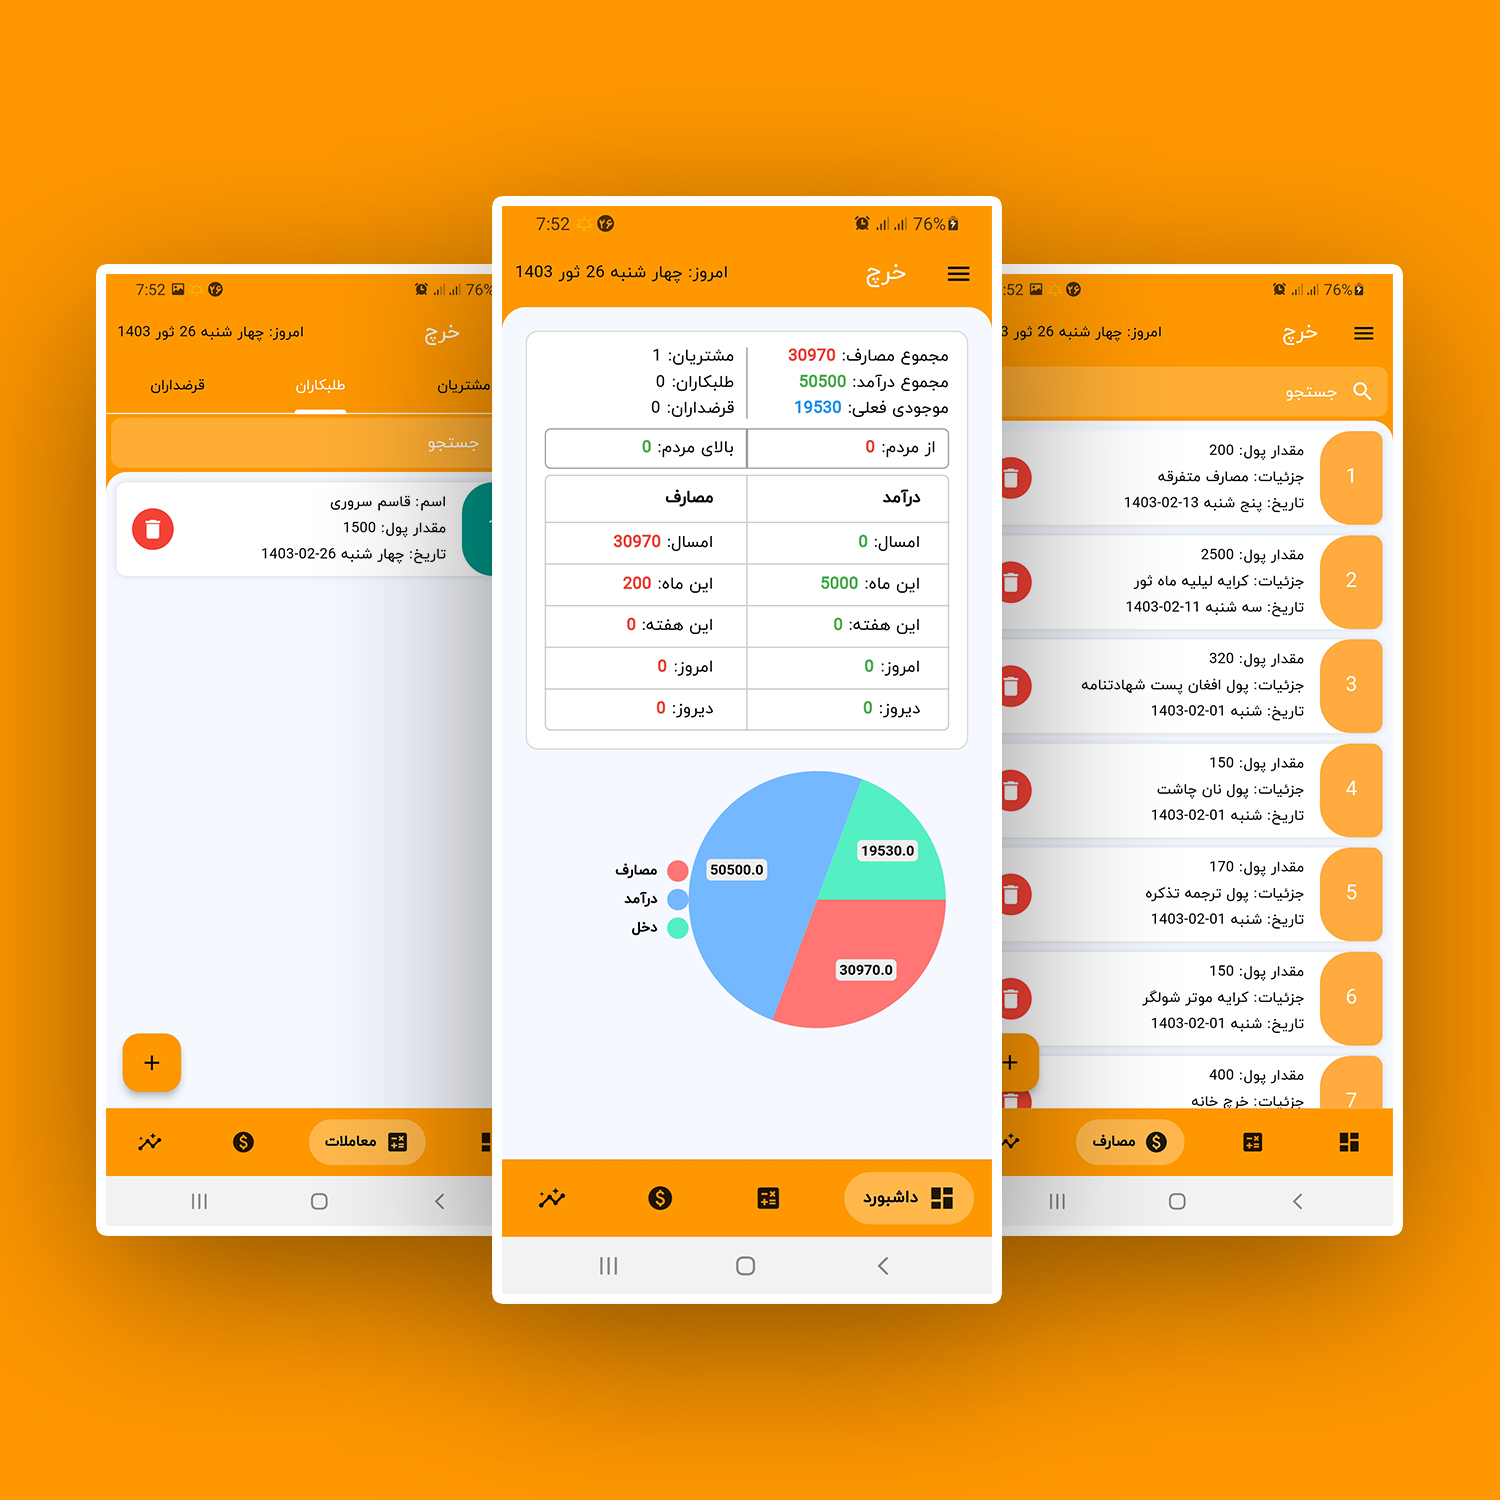 7:52
۲۶
76%
خرچ
امروز: چهار شنبه 26 ثور 1403
مجموع مصارف: 30970
مجموع درآمد: 50500
موجودی فعلی: 19530
مشتریان: 1
طلبکاران: 0
قرضداران: 0
از مردم: 0
بالای مردم: 0
درآمد
مصارف
امسال: 0
امسال: 30970
این ماه: 5000
این ماه: 200
این هفته: 0
این هفته: 0
امروز: 0
امروز: 0
دیروز: 0
دیروز: 0
19530.0
50500.0
30970.0
مصارف
درآمد
دخل
داشبورد
:52
۲۶
76%
خرچ
3 امروز: چهار شنبه 26 ثور
جستجو
1
مقدار پول: 200
جزئیات: مصارف متفرقه
تاریخ: پنج شنبه 13-02-1403
2
مقدار پول: 2500
جزئیات: کرایه لیلیه ماه ثور
تاریخ: سه شنبه 11-02-1403
3
مقدار پول: 320
جزئیات: پول افغان پست شهادتنامه
تاریخ: شنبه 01-02-1403
4
مقدار پول: 150
جزئیات: پول نان چاشت
تاریخ: شنبه 01-02-1403
5
مقدار پول: 170
جزئیات: پول ترجمه تذکره
تاریخ: شنبه 01-02-1403
6
مقدار پول: 150
جزئیات: کرایه موتر شولگر
تاریخ: شنبه 01-02-1403
7
مقدار پول: 400
جزئیات: خرچ خانه
مصارف
7:52
۲۶
76%
خرچ
امروز: چهار شنبه 26 ثور 1403
مشتریان
طلبکاران
قرضداران
جستجو
اسم: قاسم سروری
مقدار پول: 1500
تاریخ: چهار شنبه 26-02-1403
معاملات